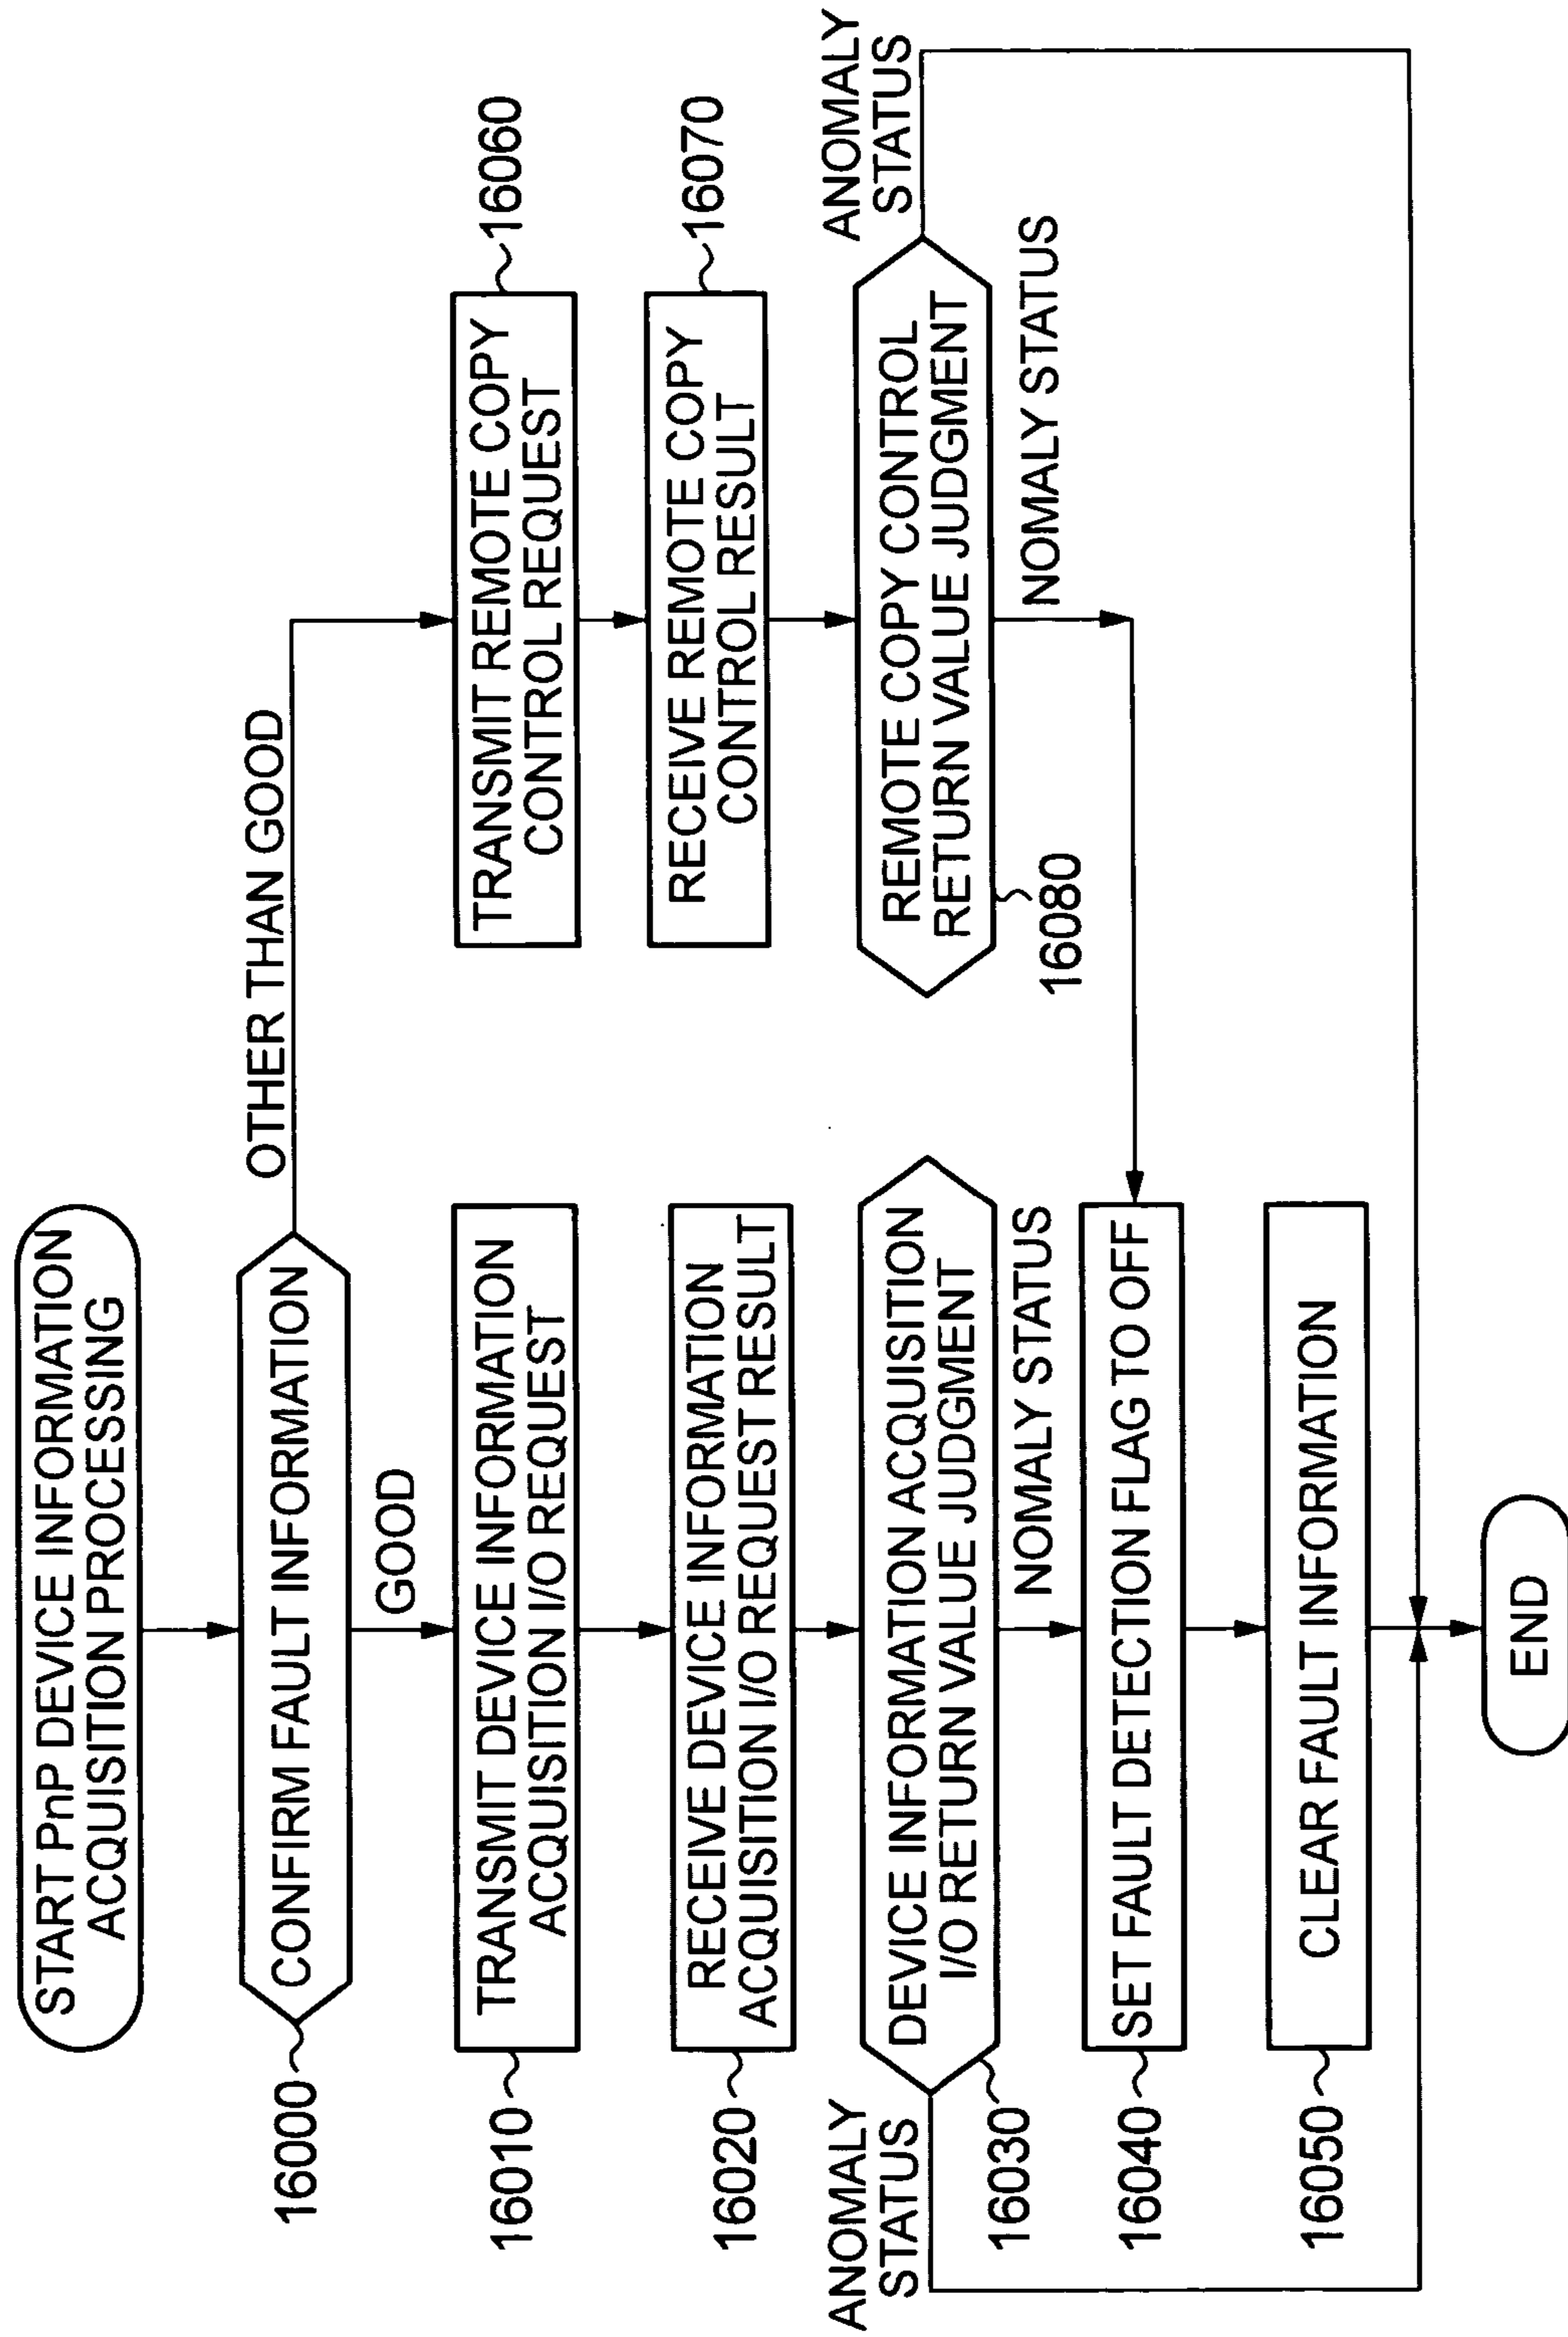 START PnP DEVICE INFORMATION
ACQUISITION PROCESSING
16000
CONFIRM FAULT INFORMATION
OTHER THAN GOOD
GOOD
16010
TRANSMIT DEVICE INFORMATION
ACQUISITION I/O REQUEST
TRANSMIT REMOTE COPY
CONTROL REQUEST
16060
16020
RECEIVE DEVICE INFORMATION
ACQUISITION I/O REQUEST RESULT
RECEIVE REMOTE COPY
CONTROL RESULT
16070
ANOMALY
STATUS
DEVICE INFORMATION ACQUISITION
I/O RETURN VALUE JUDGMENT
16030
REMOTE COPY CONTROL
RETURN VALUE JUDGMENT
16080
ANOMALY
STATUS
NOMALY STATUS
NOMALY STATUS
16040
SET FAULT DETECTION FLAG TO OFF
16050
CLEAR FAULT INFORMATION
END